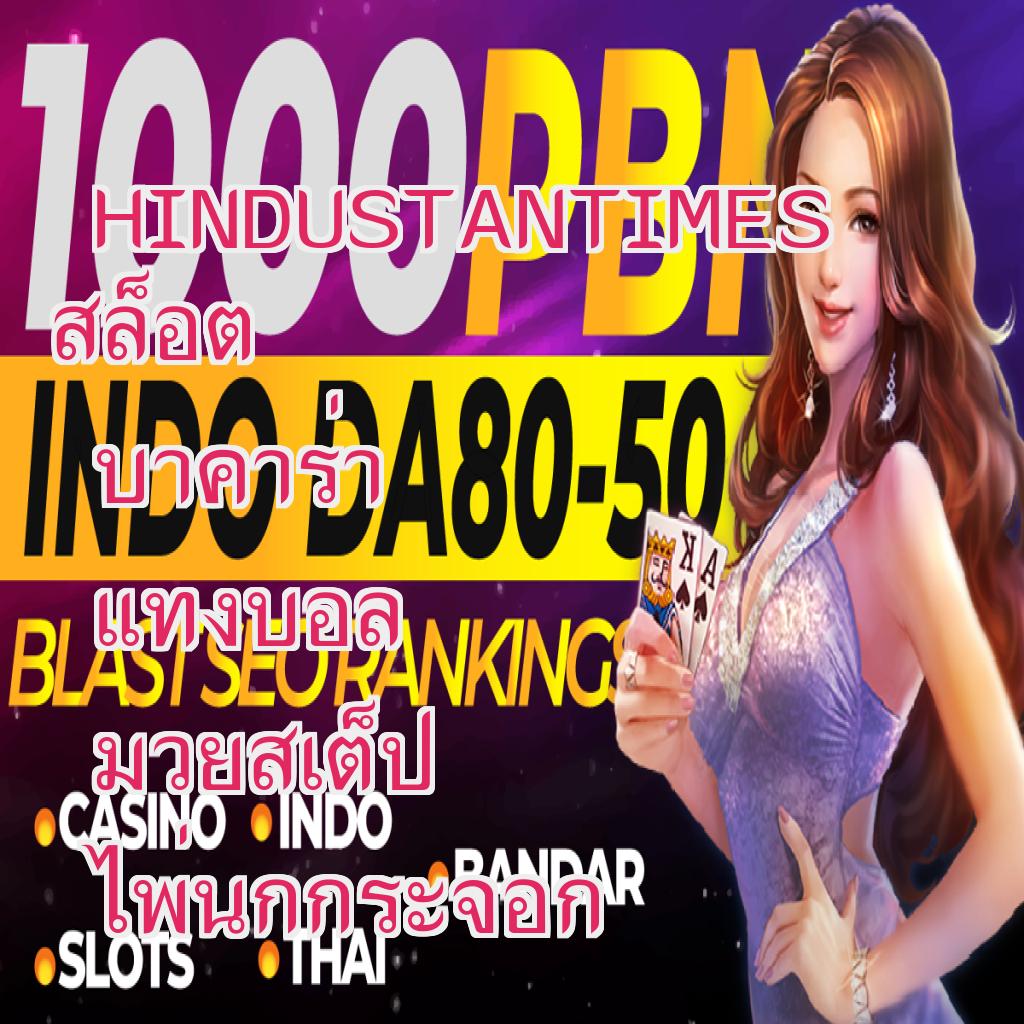 1000PBN
HINDUSTANTIMES
สล็อต
INDO DA80-50
บาคาร่า
แทงบอล
BLAST SEO RANKINGS
มวยสเต็ป
CASINO
INDO
BANDAR
ไพ่นกกระจอก
SLOTS
THAI
K
A